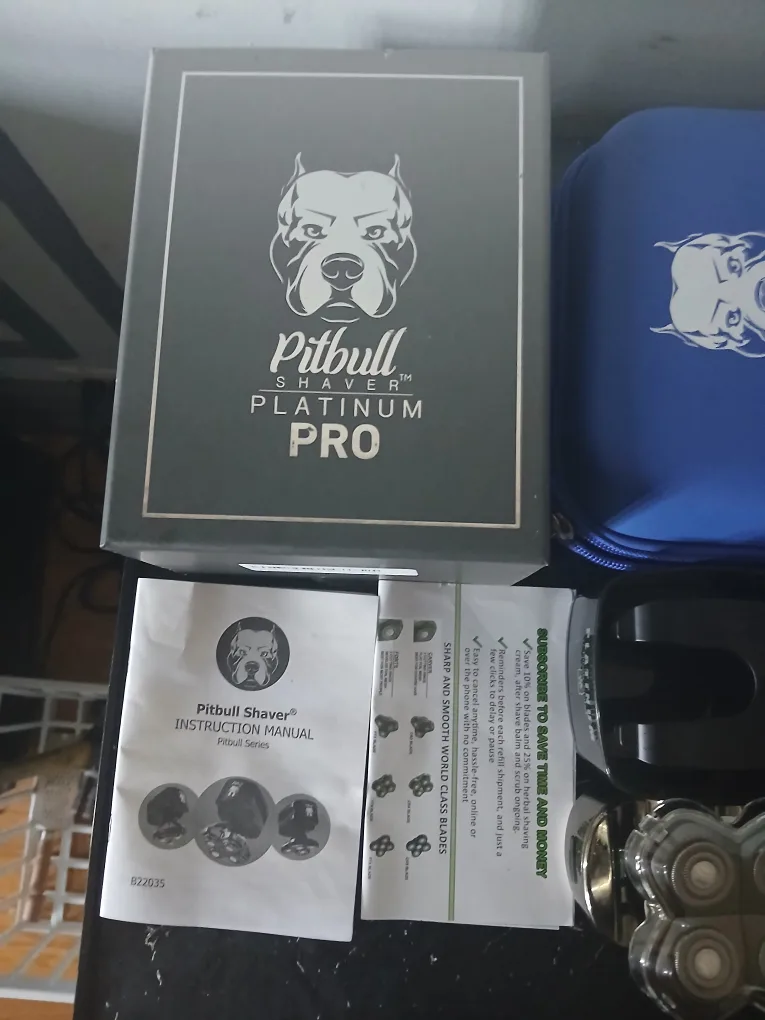 Pitbull
SHAVER™
PLATINUM
PRO
Pitbull Shaver®
INSTRUCTION MANUAL
Pitbull Series
B22035
SUBSCRIBE TO SAVE TIME AND MONEY
✓Save 10% on blades and 25% on herbal shaving
cream, after shave balm and scrub ongoing.
✓Reminders before each refill shipment, and just a
few clicks to delay or pause
✓Easy to cancel anytime, hassle-free, online or
over the phone with no commitment
SHARP AND SMOOTH WORLD CLASS BLADES